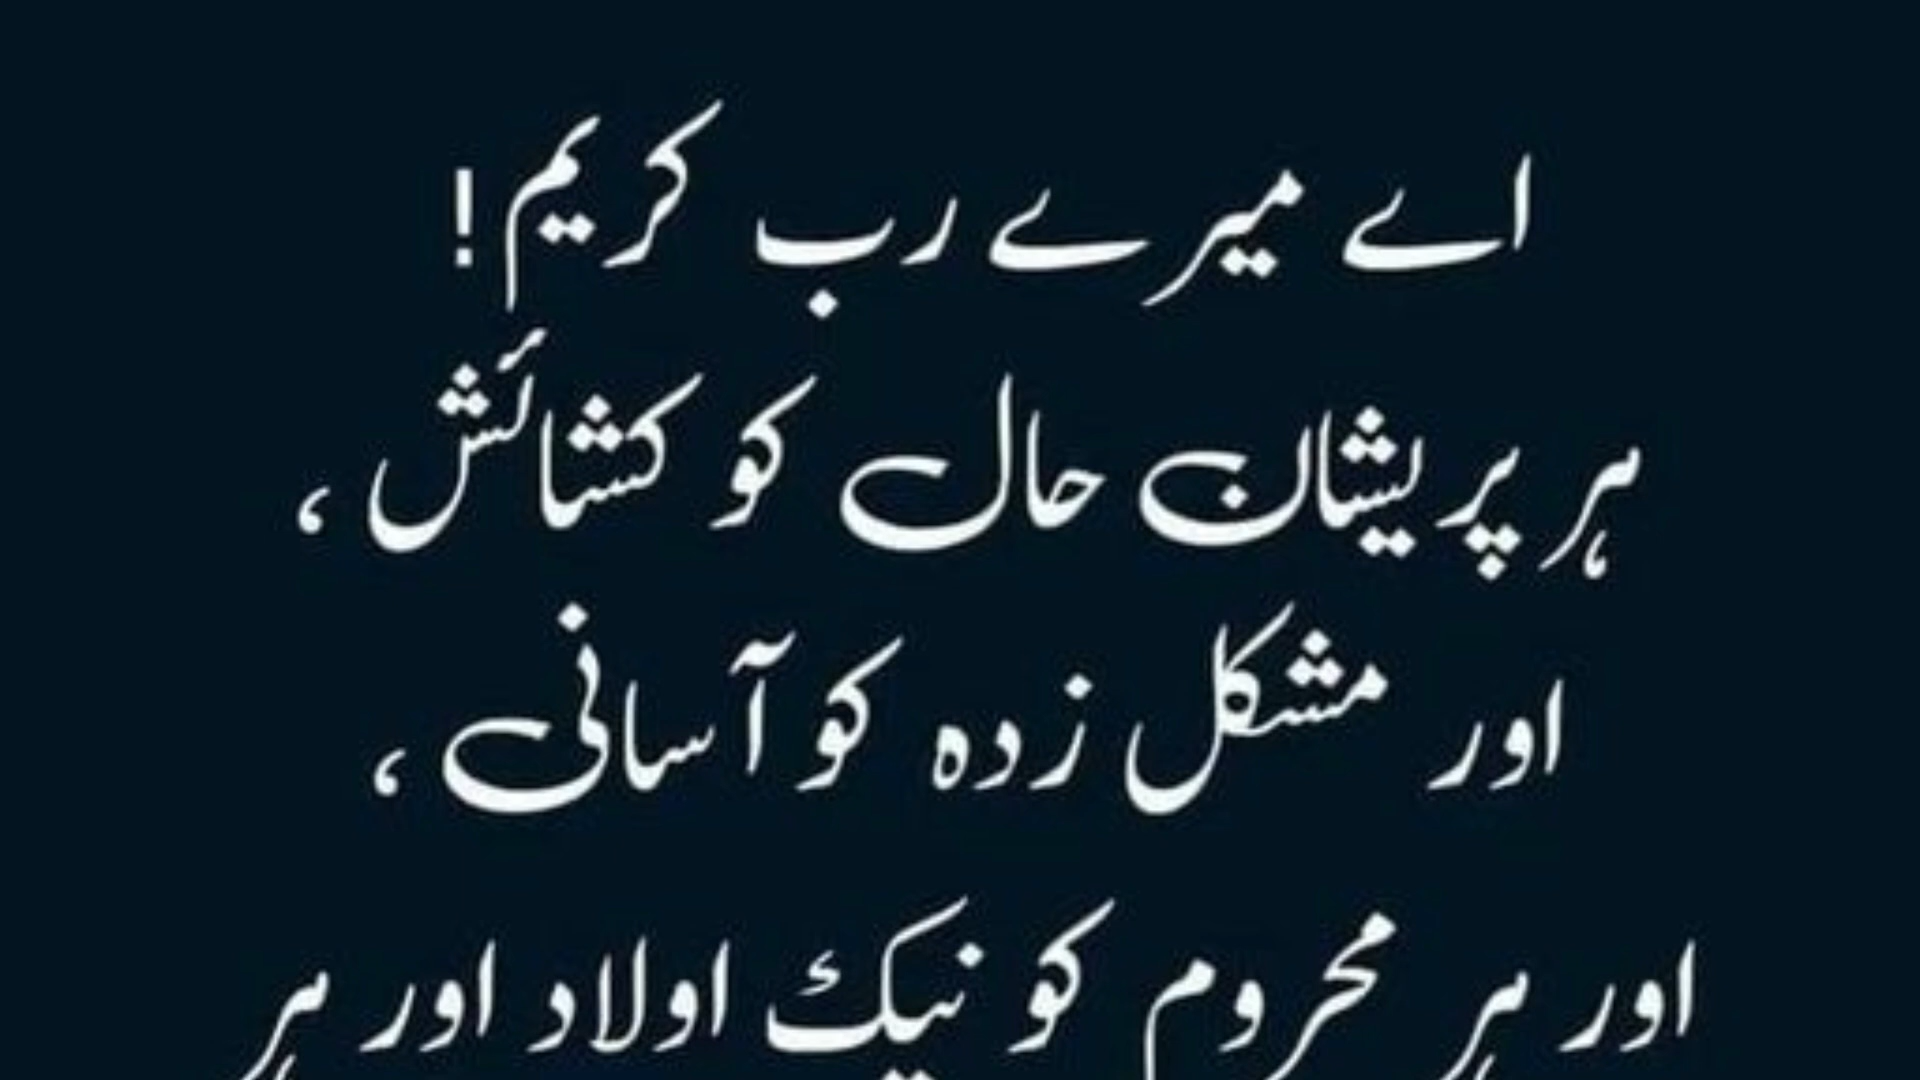 اے میرے رب کریم!
ہر پریشان حال کو کشائش،
اور مشکل زدہ کو آسانی،
اور ہر محروم کو نیک اولاد اور ہر